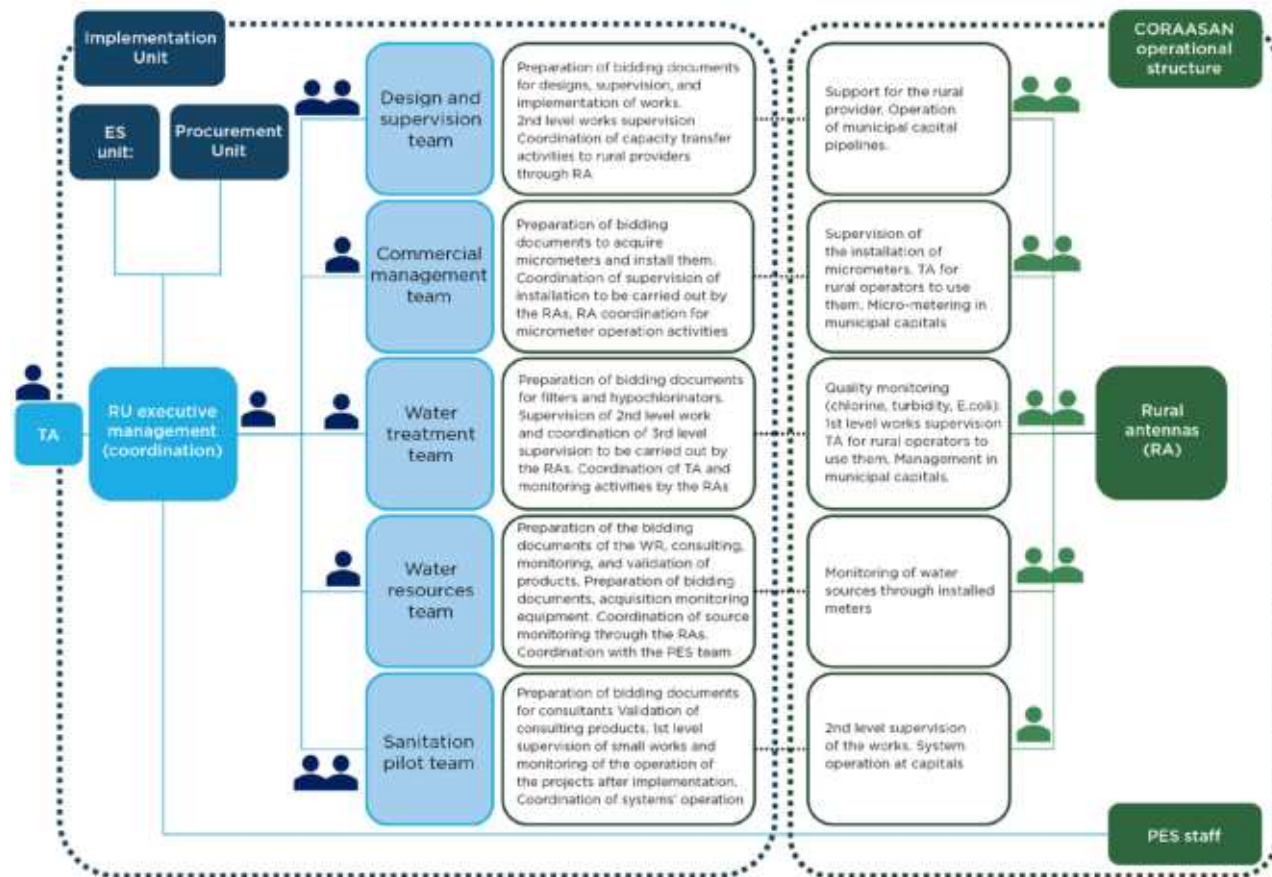 Implementation
Unit
ES
unit:
Procurement
Unit
TA
RU executive
management
(coordination)
Design and
supervision
team
Preparation of bidding documents
for designs, supervision, and
implementation of works.
2nd level works supervision
Coordination of capacity transfer
activities to rural providers
through RA
Support for the rural
provider. Operation
of municipal capital
pipelines.
Commercial
management
team
Preparation of bidding
documents to acquire
micrometers and install them.
Coordination of supervision of
installation to be carried out by
the RAs. RA coordination for
micrometer operation activities
Supervision of
the installation of
micrometers. TA for
rural operators to use
them. Micro-metering in
municipal capitals
Water
treatment
team
Preparation of bidding documents
for filters and hypochlorinators.
Supervision of 2nd level work
and coordination of 3rd level
supervision to be carried out by
the RAs. Coordination of TA and
monitoring activities by the RAs
Quality monitoring
(chlorine, turbidity, E.coli).
1st level works supervision
TA for rural operators to
use them. Management in
municipal capitals.
Water
resources
team
Preparation of the bidding
documents of the WR, consulting,
monitoring, and validation of
products. Preparation of bidding
documents, acquisition monitoring
equipment. Coordination of source
monitoring through the RAs.
Coordination with the PES team
Monitoring of water
sources through installed
meters
Sanitation
pilot team
Preparation of bidding documents
for consultants Validation of
consulting products. 1st level
supervision of small works and
monitoring of the operation of
the projects after implementation.
Coordination of systems' operation
2nd level supervision
of the works. System
operation at capitals
CORAASAN
operational
structure
Rural
antennas
(RA)
PES staff